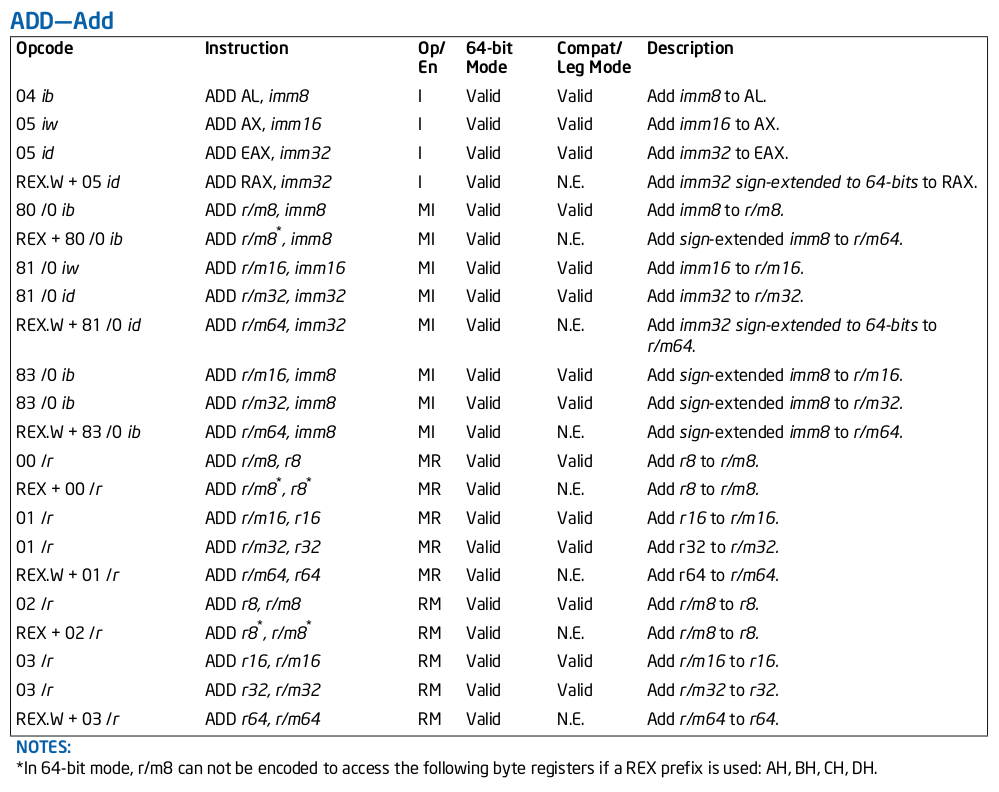 ADD—Add
Opcode Instruction Op/ 64-bit Compat/ Description
En Mode Leg Mode
04 ib ADD AL, imm8 I Valid Valid Add imm8 to AL.
05 iw ADD AX, imm16 I Valid Valid Add imm16 to AX.
05 id ADD EAX, imm32 I Valid Valid Add imm32 to EAX.
REX.W + 05 id ADD RAX, imm32 I Valid N.E. Add imm32 sign-extended to 64-bits to RAX.
80 /0 ib ADD r/m8, imm8 MI Valid Valid Add imm8 to r/m8.
REX + 80 /0 ib ADD r/m8*, imm8 MI Valid N.E. Add sign-extended imm8 to r/m64.
81 /0 iw ADD r/m16, imm16 MI Valid Valid Add imm16 to r/m16.
81 /0 id ADD r/m32, imm32 MI Valid Valid Add imm32 to r/m32.
REX.W + 81 /0 id ADD r/m64, imm32 MI Valid N.E. Add imm32 sign-extended to 64-bits to
r/m64.
83 /0 ib ADD r/m16, imm8 MI Valid Valid Add sign-extended imm8 to r/m16.
83 /0 ib ADD r/m32, imm8 MI Valid Valid Add sign-extended imm8 to r/m32.
REX.W + 83 /0 ib ADD r/m64, imm8 MI Valid N.E. Add sign-extended imm8 to r/m64.
00 /r ADD r/m8, r8 MR Valid Valid Add r8 to r/m8.
REX + 00 /r ADD r/m8*, r8* MR Valid N.E. Add r8 to r/m8.
01 /r ADD r/m16, r16 MR Valid Valid Add r16 to r/m16.
01 /r ADD r/m32, r32 MR Valid Valid Add r32 to r/m32.
REX.W + 01 /r ADD r/m64, r64 MR Valid N.E. Add r64 to r/m64.
02 /r ADD r8, r/m8 RM Valid Valid Add r/m8 to r8.
REX + 02 /r ADD r8*, r/m8* RM Valid N.E. Add r/m8 to r8.
03 /r ADD r16, r/m16 RM Valid Valid Add r/m16 to r16.
03 /r ADD r32, r/m32 RM Valid Valid Add r/m32 to r32.
REX.W + 03 /r ADD r64, r/m64 RM Valid N.E. Add r/m64 to r64.
NOTES:
*In 64-bit mode, r/m8 can not be encoded to access the following byte registers if a REX prefix is used: AH, BH, CH, DH.